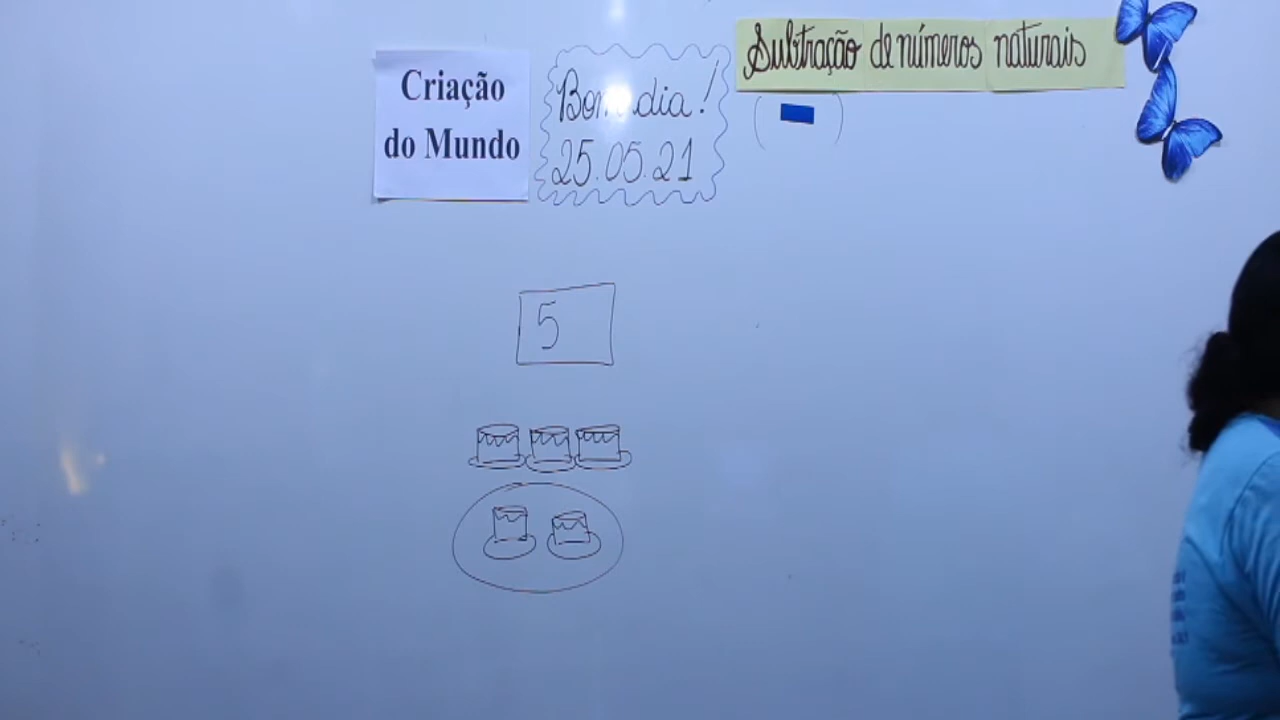 Criação
do Mundo
Bom dia!
25.05.21
Subtração de números naturais
( - )
5